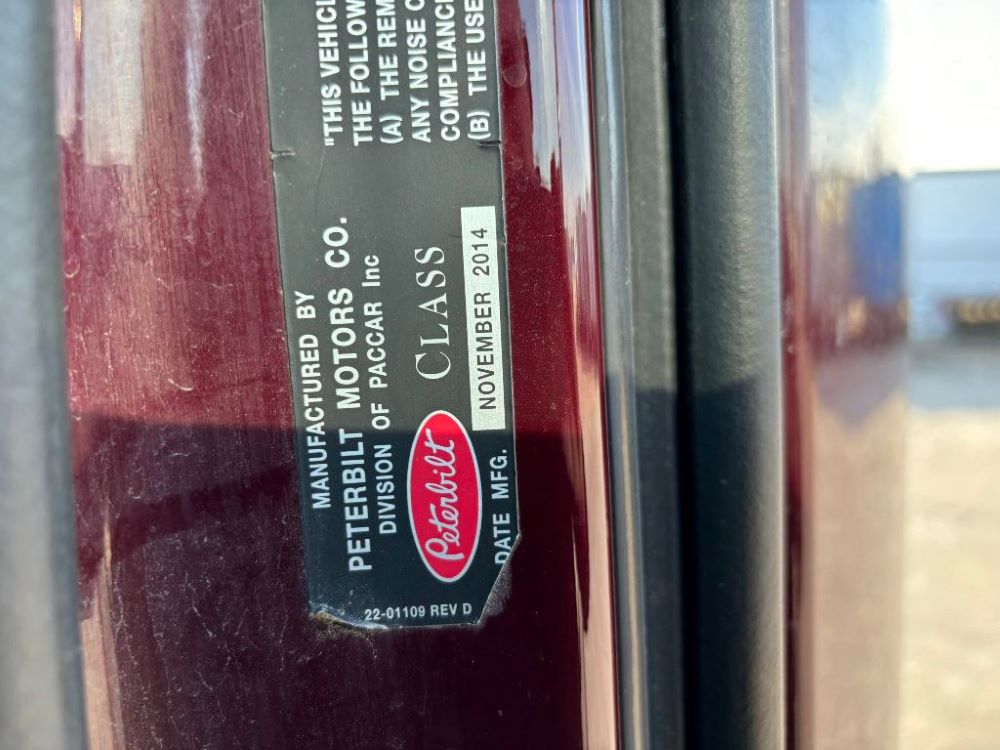 MANUFACTURED BY
PETERBILT MOTORS CO.
DIVISION OF PACCAR Inc
Peterbilt
CLASS
DATE MFG. NOVEMBER 2014
22-01109 REV D
"THIS VEHICL
THE FOLLOW
(A) THE REM
ANY NOISE C
COMPLIANC
(B) THE USE